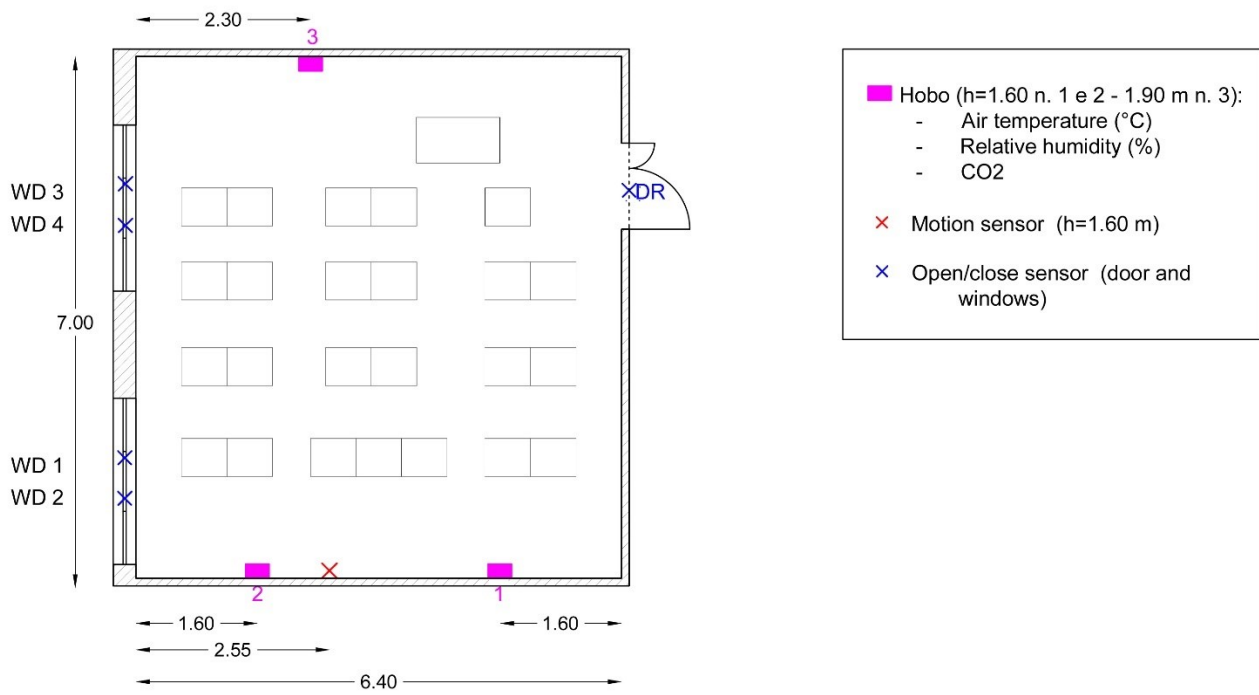 2.30
3
Hobo (h=1.60 n. 1 e 2 - 1.90 m n. 3):
- Air temperature (°C)
- Relative humidity (%)
- CO2
WD 3
DR
WD 4
Motion sensor (h=1.60 m)
Open/close sensor (door and
windows)
7.00
WD 1
WD 2
2
1
1.60
1.60
2.55
6.40